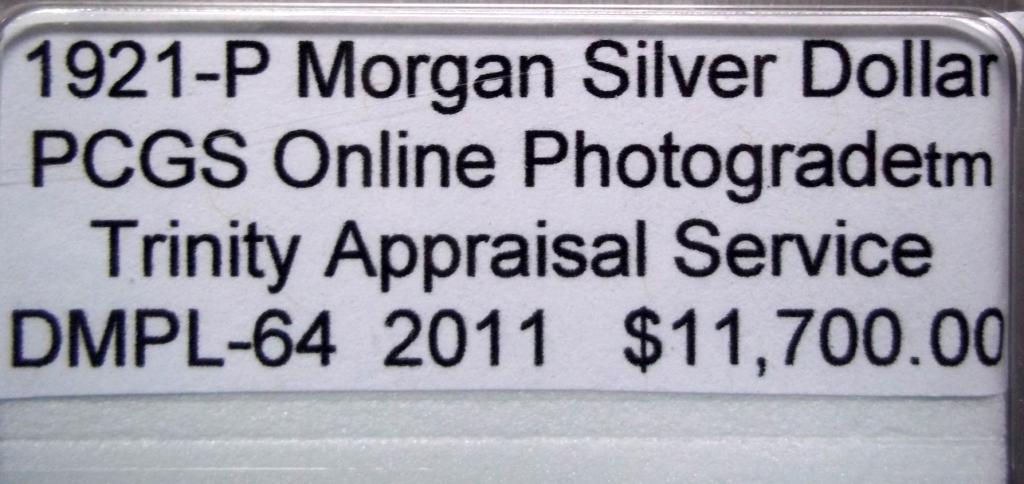 1921-P Morgan Silver Dollar
PCGS Online Photogradetm
Trinity Appraisal Service
DMPL-64 2011 $11,700.00